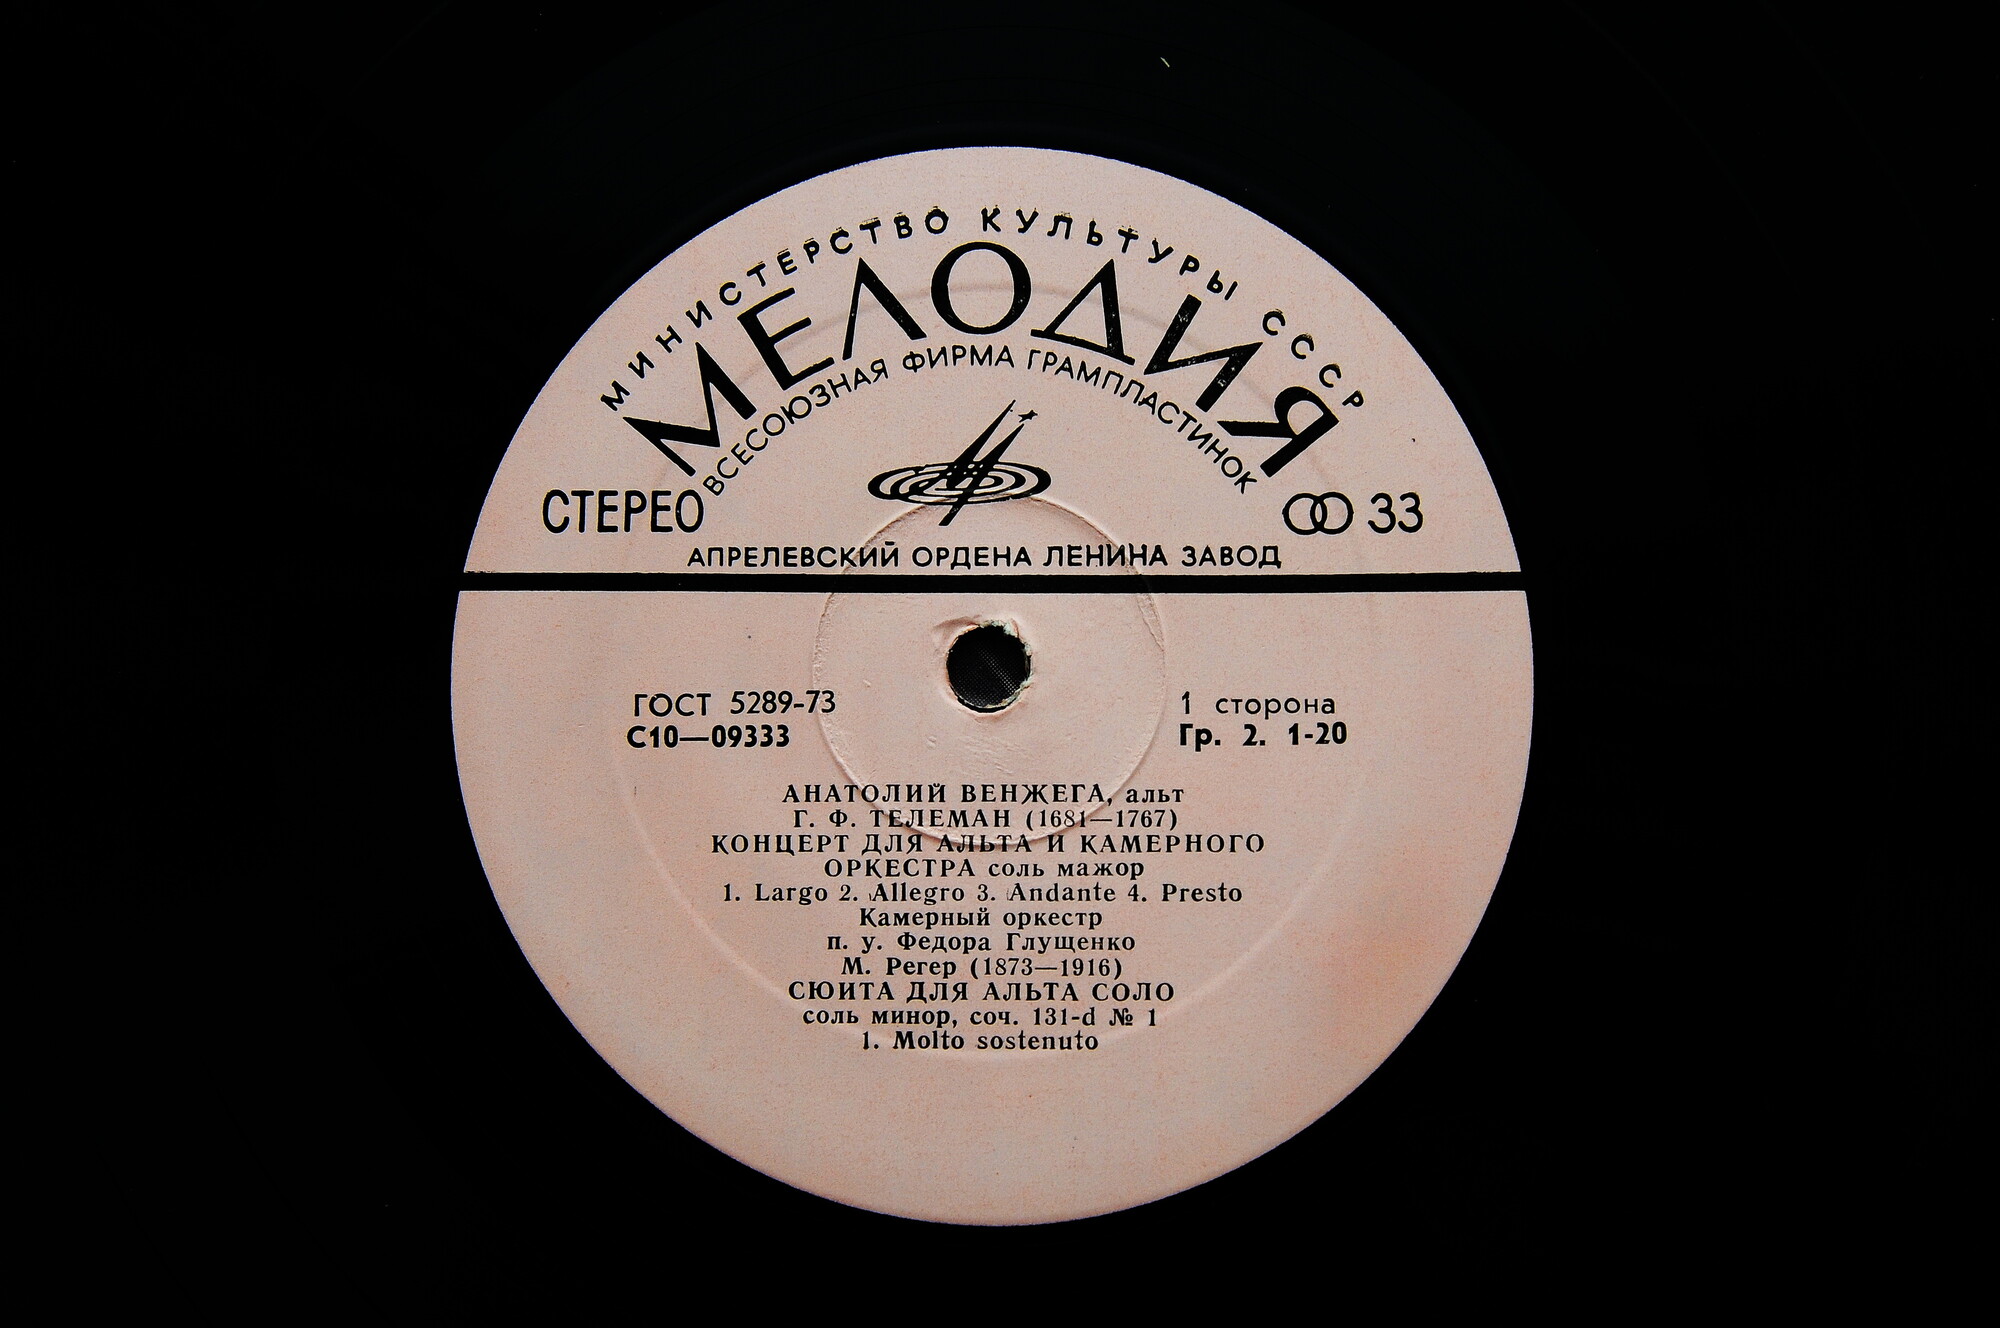 МИНИСТЕРСТВО КУЛЬТУРЫ СССР
МЕЛОДИЯ
ВСЕСОЮЗНАЯ ФИРМА ГРАМПЛАСТИНОК
СТЕРЕО
33
АПРЕЛЕВСКИЙ ОРДЕНА ЛЕНИНА ЗАВОД
ГОСТ 5289-73
С10—09333
1 сторона
Гр. 2. 1-20
АНАТОЛИЙ ВЕНЖЕГА, альт
Г. Ф. ТЕЛЕМАН (1681—1767)
КОНЦЕРТ ДЛЯ АЛЬТА И КАМЕРНОГО
ОРКЕСТРА соль мажор
1. Largo 2. Allegro 3. Andante 4. Presto
Камерный оркестр
п. у. Федора Глущенко
М. Регер (1873—1916)
СЮИТА ДЛЯ АЛЬТА СОЛО
соль минор, соч. 131-d № 1
1. Molto sostenuto